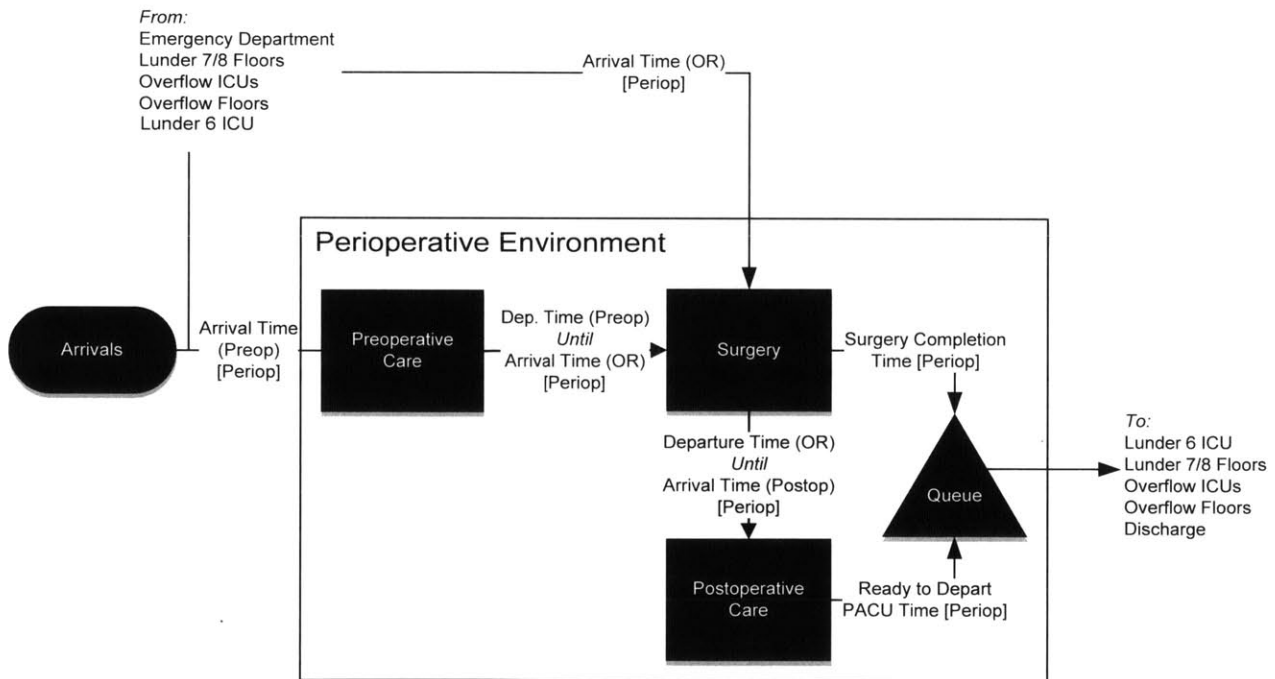 From:
Emergency Department
Lunder 7/8 Floors
Overflow ICUs
Overflow Floors
Lunder 6 ICU
Arrival Time (OR)
[Periop]
Perioperative Environment
Arrivals
Arrival Time
(Preop)
[Periop]
Preoperative
Care
Dep. Time (Preop)
Until
Arrival Time (OR)
[Periop]
Surgery
Surgery Completion
Time [Periop]
Departure Time (OR)
Until
Arrival Time (Postop)
[Periop]
Queue
To:
Lunder 6 ICU
Lunder 7/8 Floors
Overflow ICUs
Overflow Floors
Discharge
Postoperative
Care
Ready to Depart
PACU Time [Periop]